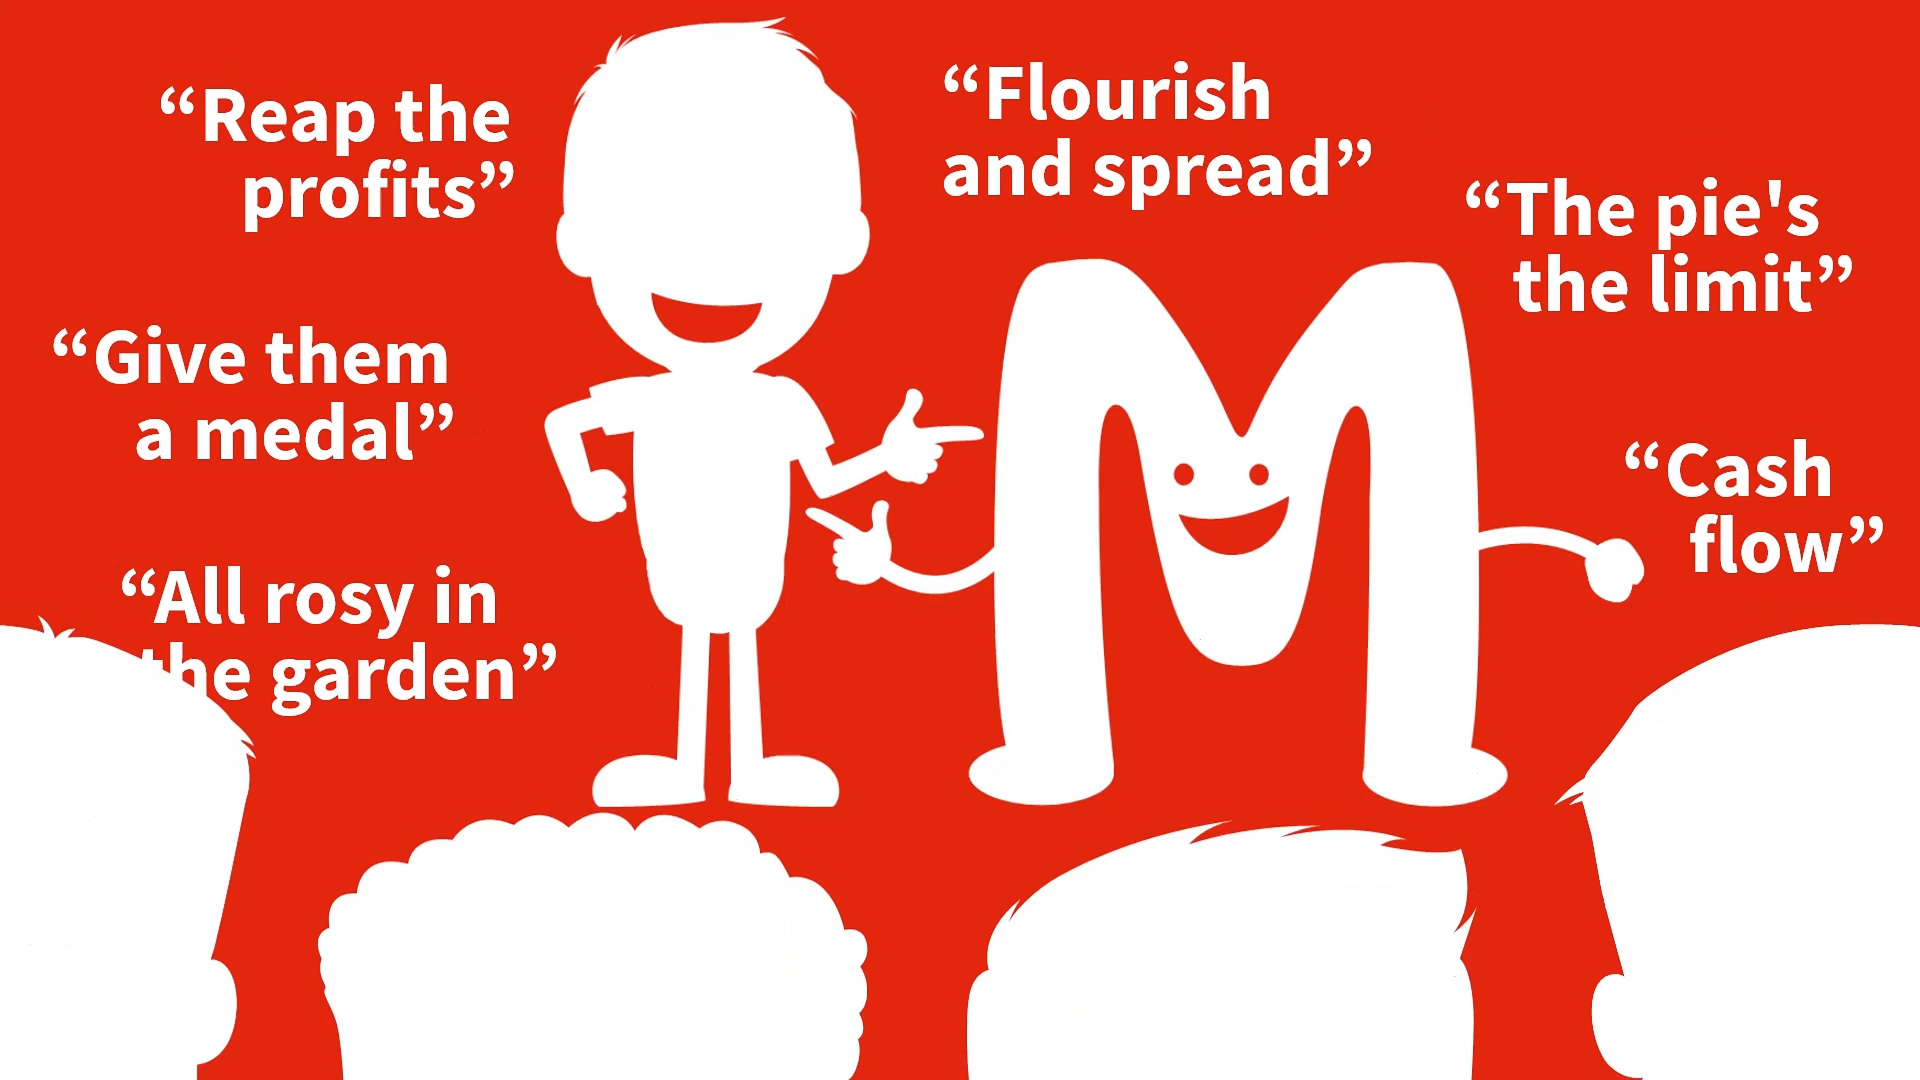 “Reap the
profits”
“Flourish
and spread”
“The pie's
the limit”
“Give them
a medal”
M
“Cash
flow”
“All rosy in
the garden”